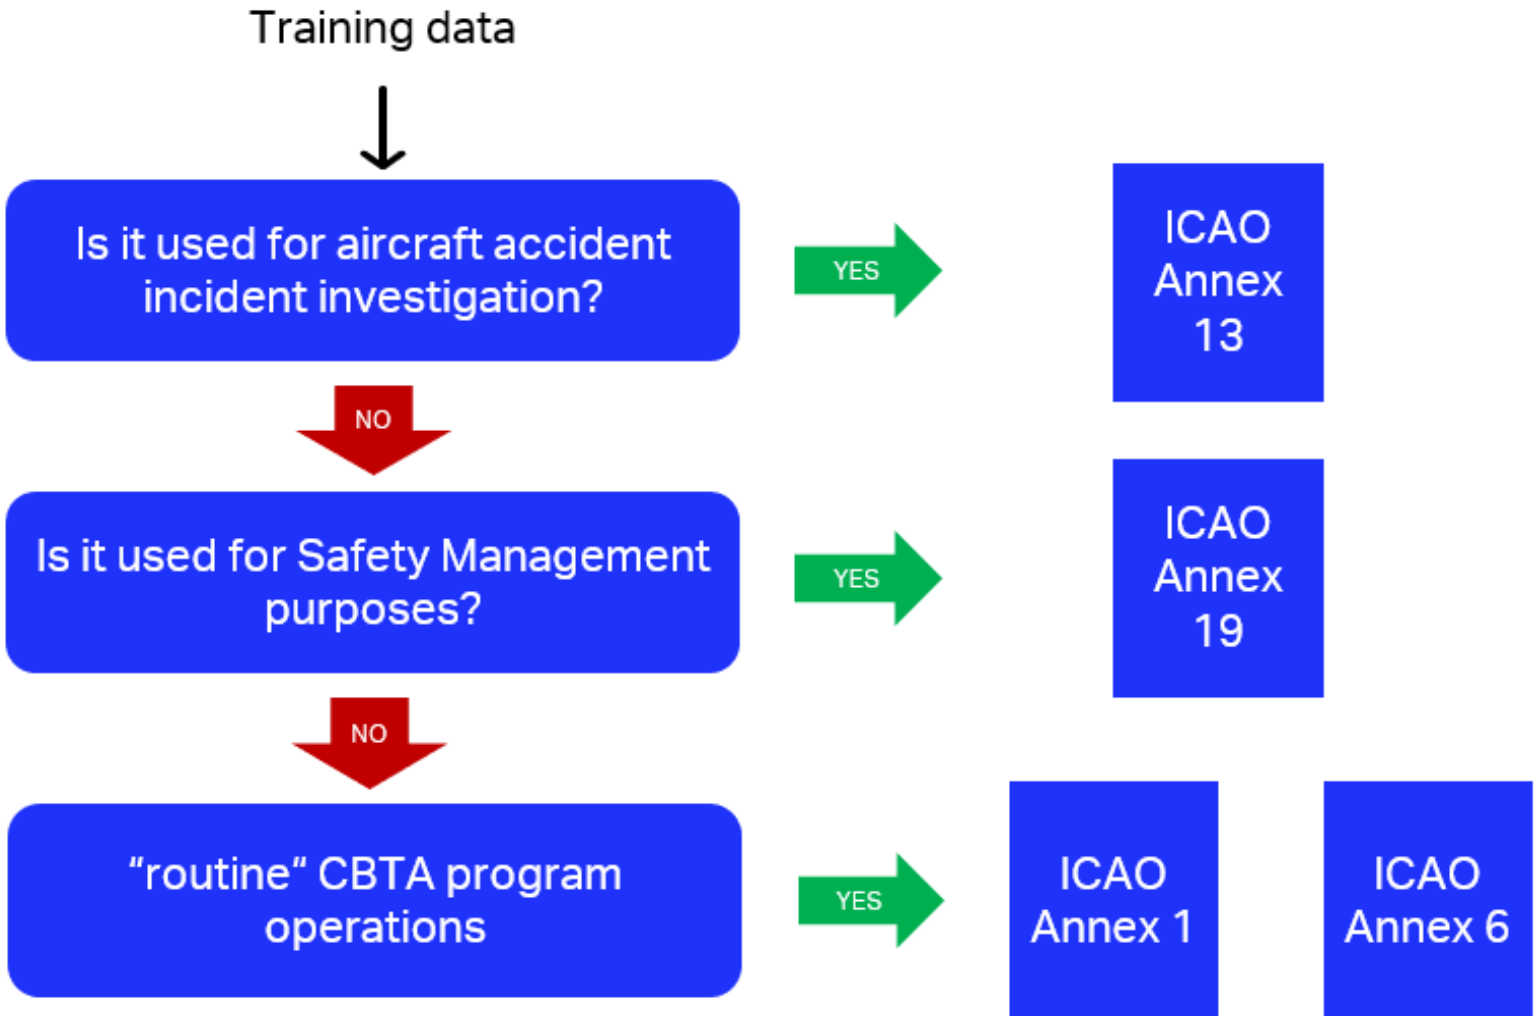 Training data
Is it used for aircraft accident
incident investigation?
YES
ICAO
Annex
13
NO
Is it used for Safety Management
purposes?
YES
ICAO
Annex
19
NO
“routine“ CBTA program
operations
YES
ICAO
Annex 1
ICAO
Annex 6